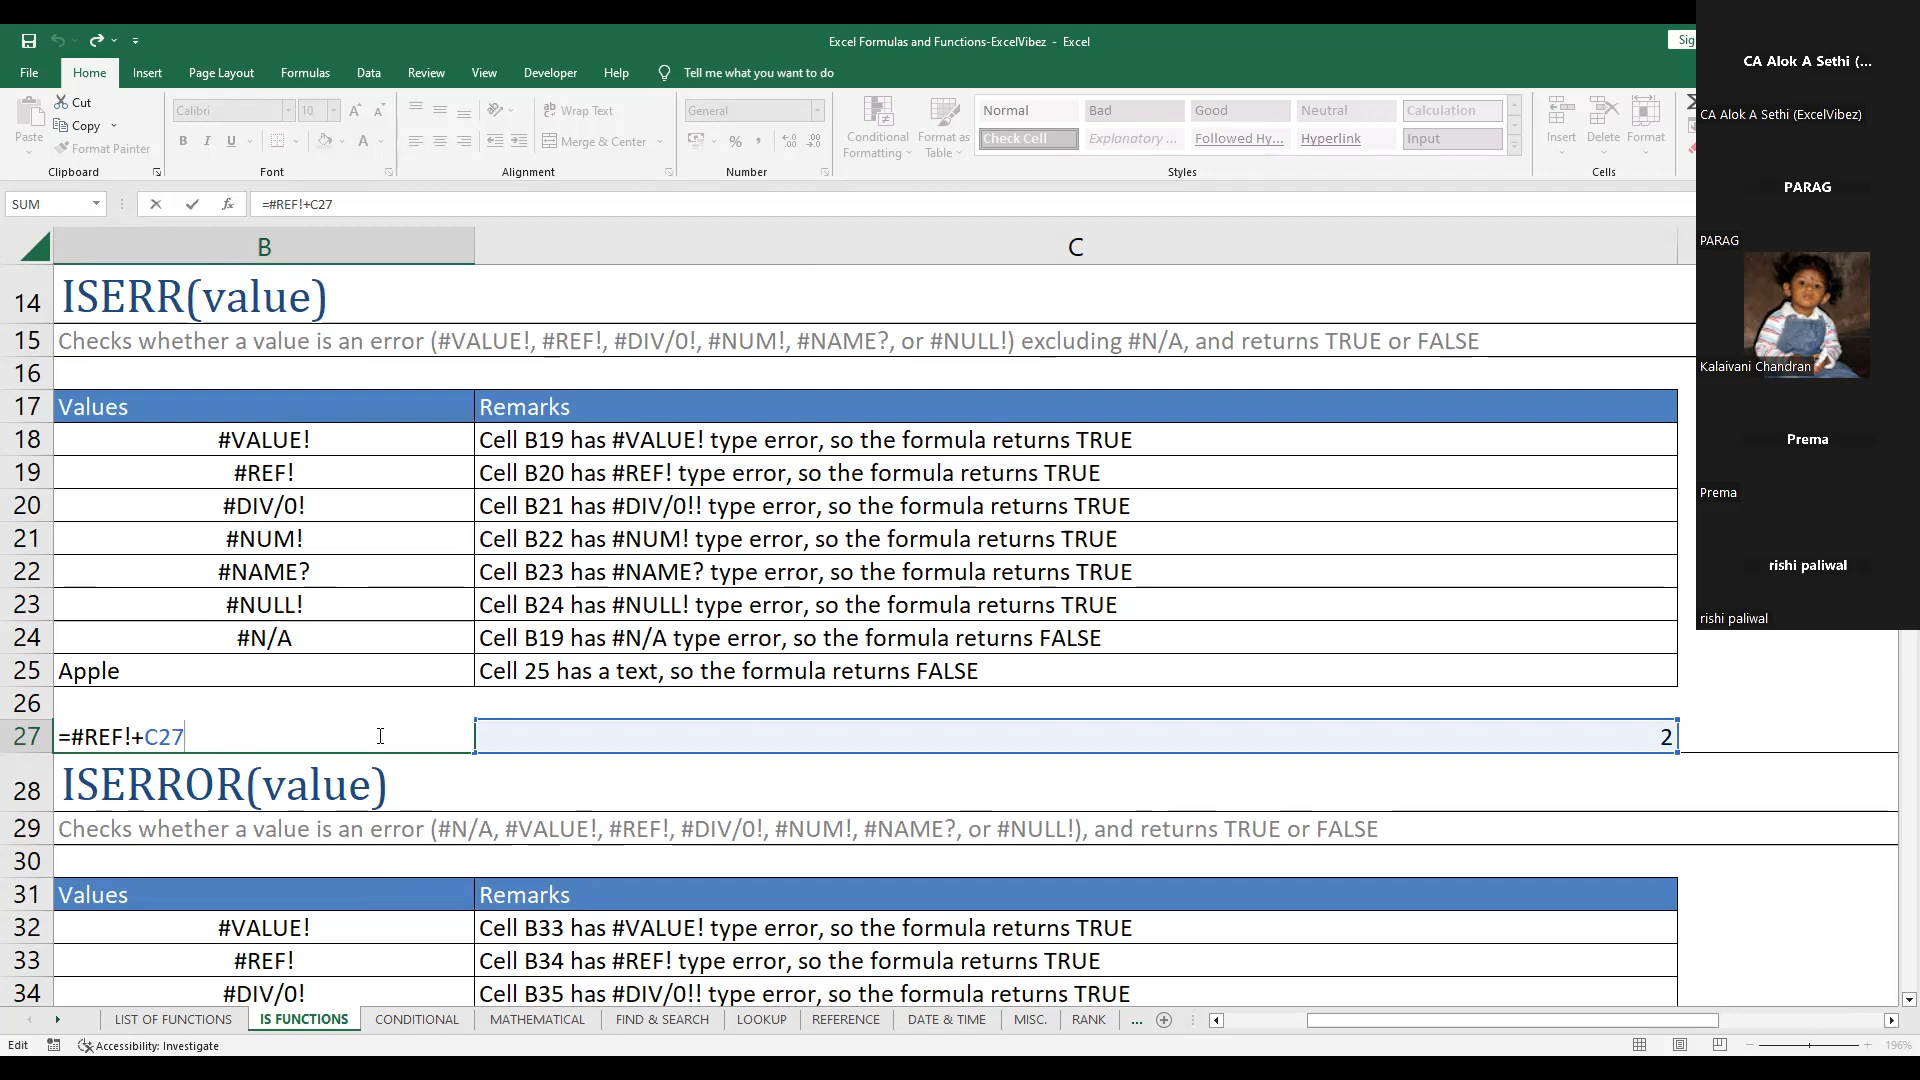 Excel Formulas and Functions-ExcelVibez - Excel
Sig
File Home Insert Page Layout Formulas Data Review View Developer Help Tell me what you want to do
Paste
Cut
Copy
Format Painter
Clipboard
Calibri 10
B I U
Font
Wrap Text
Merge & Center
Alignment
General
%
Number
Conditional Formatting
Format as Table
Normal Bad Good Neutral Calculation
Check Cell Explanatory ... Followed Hy... Hyperlink Input
Styles
Insert Delete Format
Cells
SUM fx =#REF!+C27
B C
14 ISERR(value)
15 Checks whether a value is an error (#VALUE!, #REF!, #DIV/0!, #NUM!, #NAME?, or #NULL!) excluding #N/A, and returns TRUE or FALSE
16
17 Values Remarks
18 #VALUE! Cell B19 has #VALUE! type error, so the formula returns TRUE
19 #REF! Cell B20 has #REF! type error, so the formula returns TRUE
20 #DIV/0! Cell B21 has #DIV/0!! type error, so the formula returns TRUE
21 #NUM! Cell B22 has #NUM! type error, so the formula returns TRUE
22 #NAME? Cell B23 has #NAME? type error, so the formula returns TRUE
23 #NULL! Cell B24 has #NULL! type error, so the formula returns TRUE
24 #N/A Cell B19 has #N/A type error, so the formula returns FALSE
25 Apple Cell 25 has a text, so the formula returns FALSE
26
27 =#REF!+C27 2
28 ISERROR(value)
29 Checks whether a value is an error (#N/A, #VALUE!, #REF!, #DIV/0!, #NUM!, #NAME?, or #NULL!), and returns TRUE or FALSE
30
31 Values Remarks
32 #VALUE! Cell B33 has #VALUE! type error, so the formula returns TRUE
33 #REF! Cell B34 has #REF! type error, so the formula returns TRUE
34 #DIV/0! Cell B35 has #DIV/0!! type error, so the formula returns TRUE
LIST OF FUNCTIONS IS FUNCTIONS CONDITIONAL MATHEMATICAL FIND & SEARCH LOOKUP REFERENCE DATE & TIME MISC. RANK ...
Edit Accessibility: Investigate 196%
CA Alok A Sethi (...
CA Alok A Sethi (ExcelVibez)
PARAG
PARAG
Kalaivani Chandran
Prema
Prema
rishi paliwal
rishi paliwal